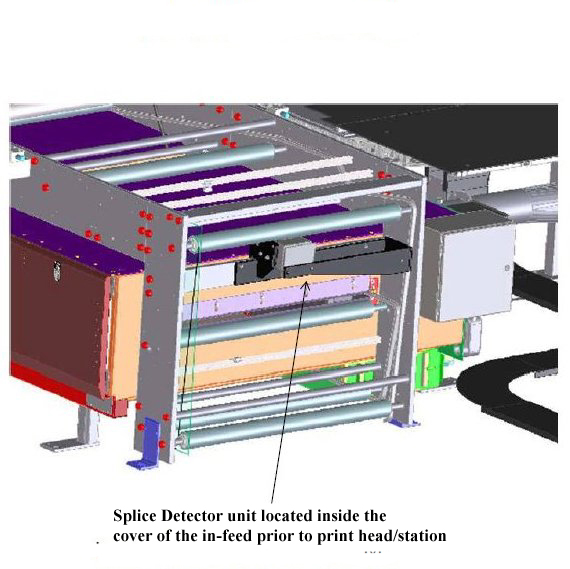 Splice Detector unit located inside the
cover of the in-feed prior to print head/station